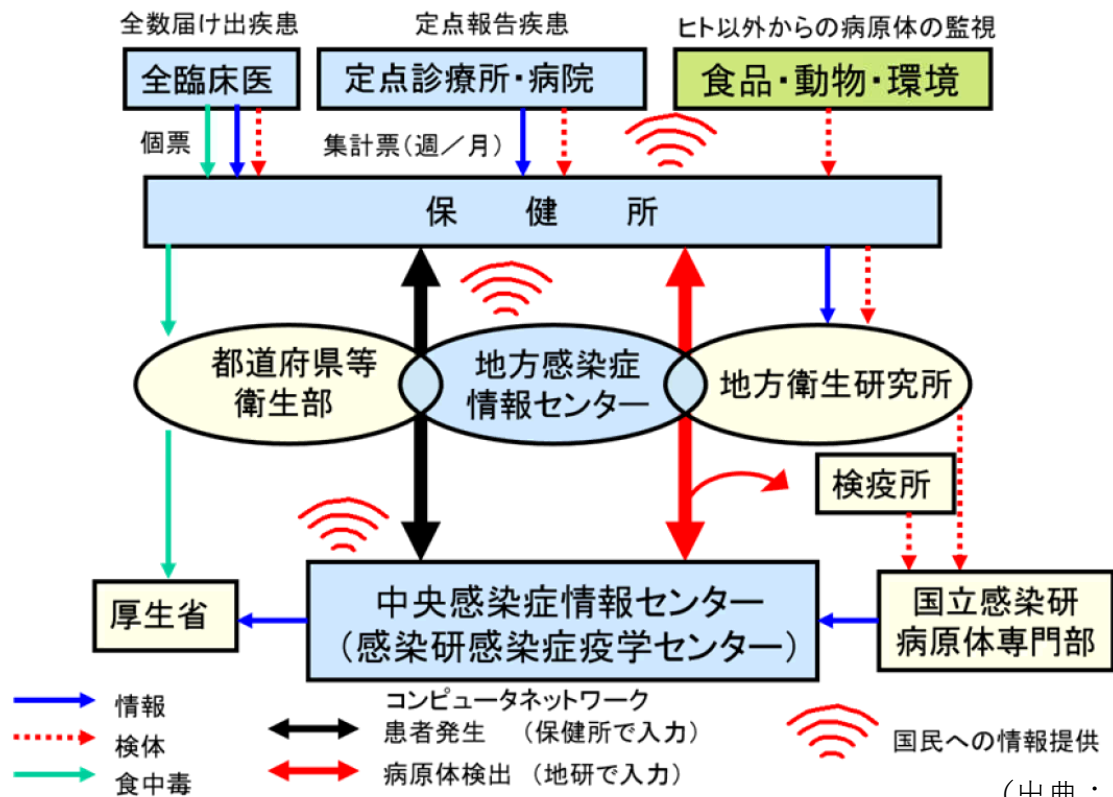 全数届け出疾患
定点報告疾患
ヒト以外からの病原体の監視
全臨床医
定点診療所・病院
食品・動物・環境
個票
集計票(週／月)
保　健　所
都道府県等
衛生部
地方感染症
情報センター
地方衛生研究所
検疫所
厚生省
中央感染症情報センター
(感染研感染症疫学センター)
国立感染研
病原体専門部
情報
検体
食中毒
コンピュータネットワーク
患者発生　(保健所で入力)
病原体検出　(地研で入力)
国民への情報提供
(出典：